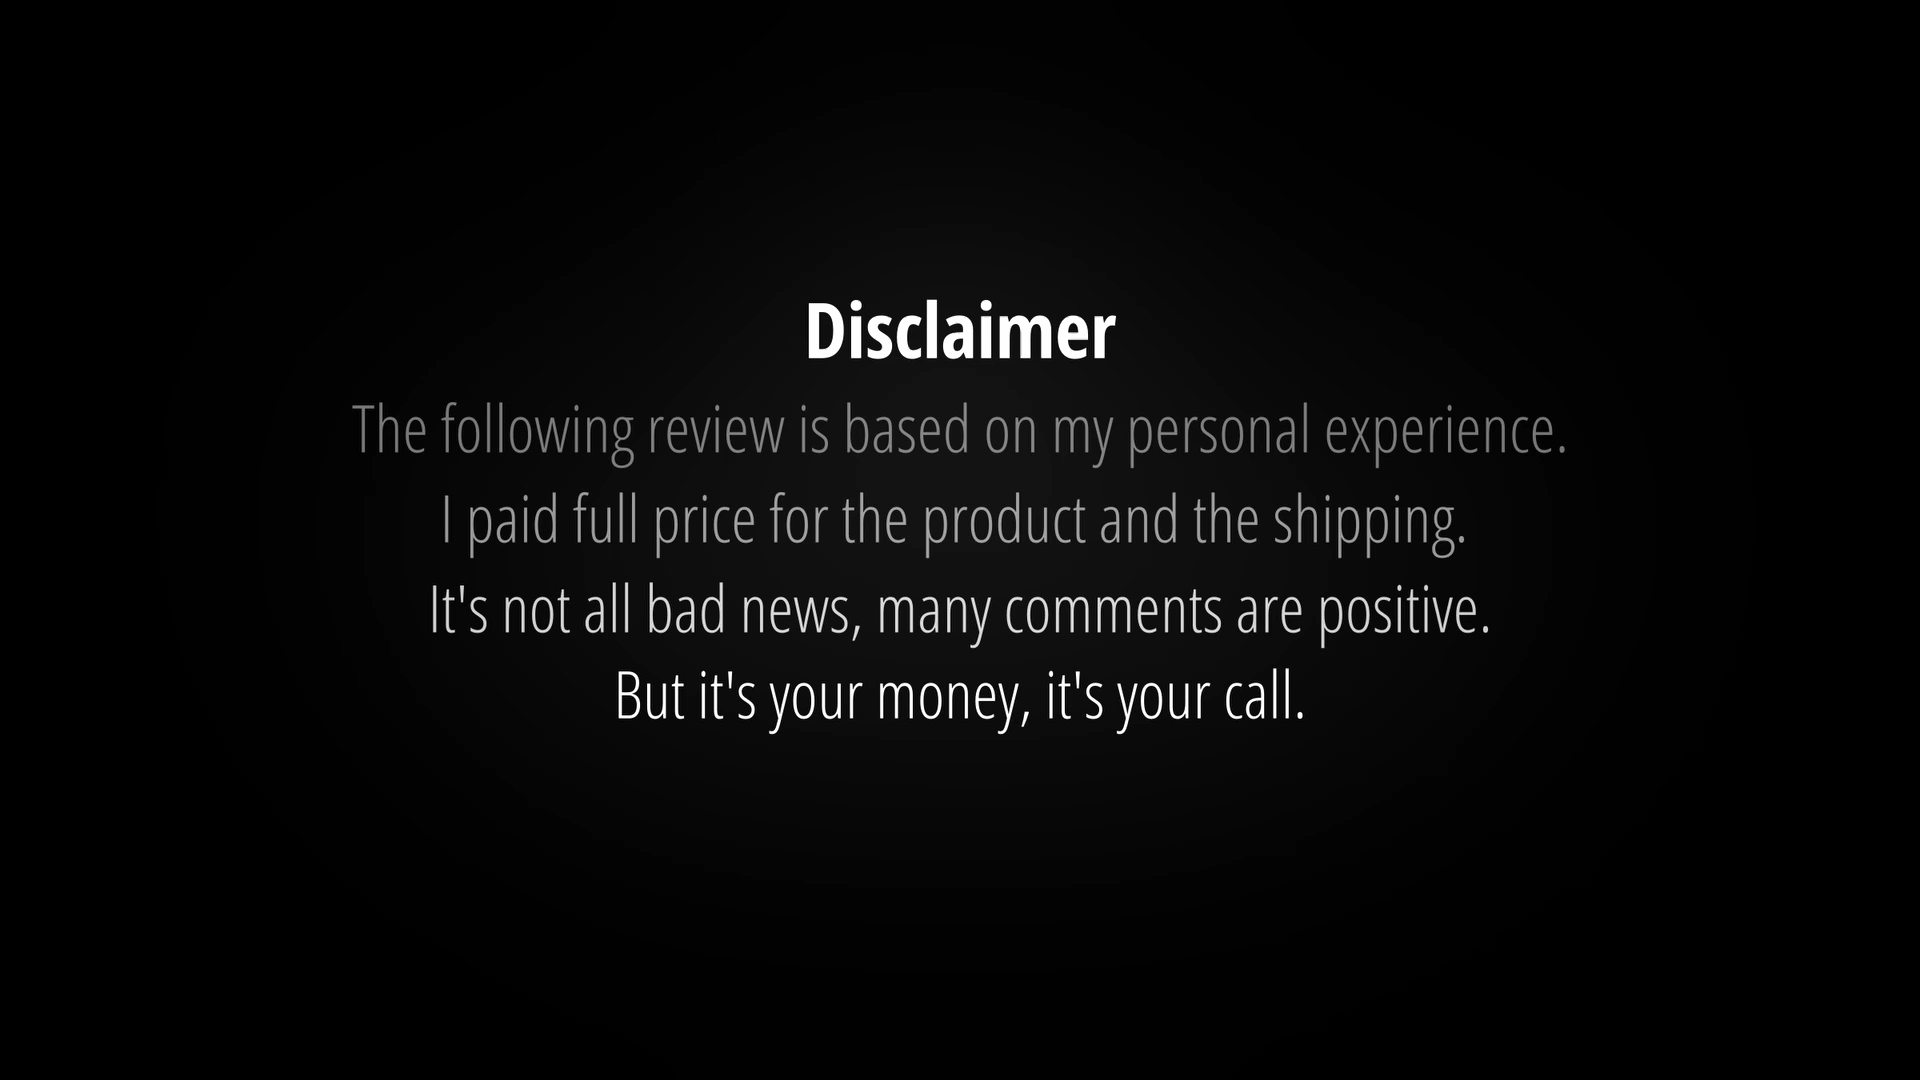 Disclaimer
The following review is based on my personal experience.
I paid full price for the product and the shipping.
It's not all bad news, many comments are positive.
But it's your money, it's your call.